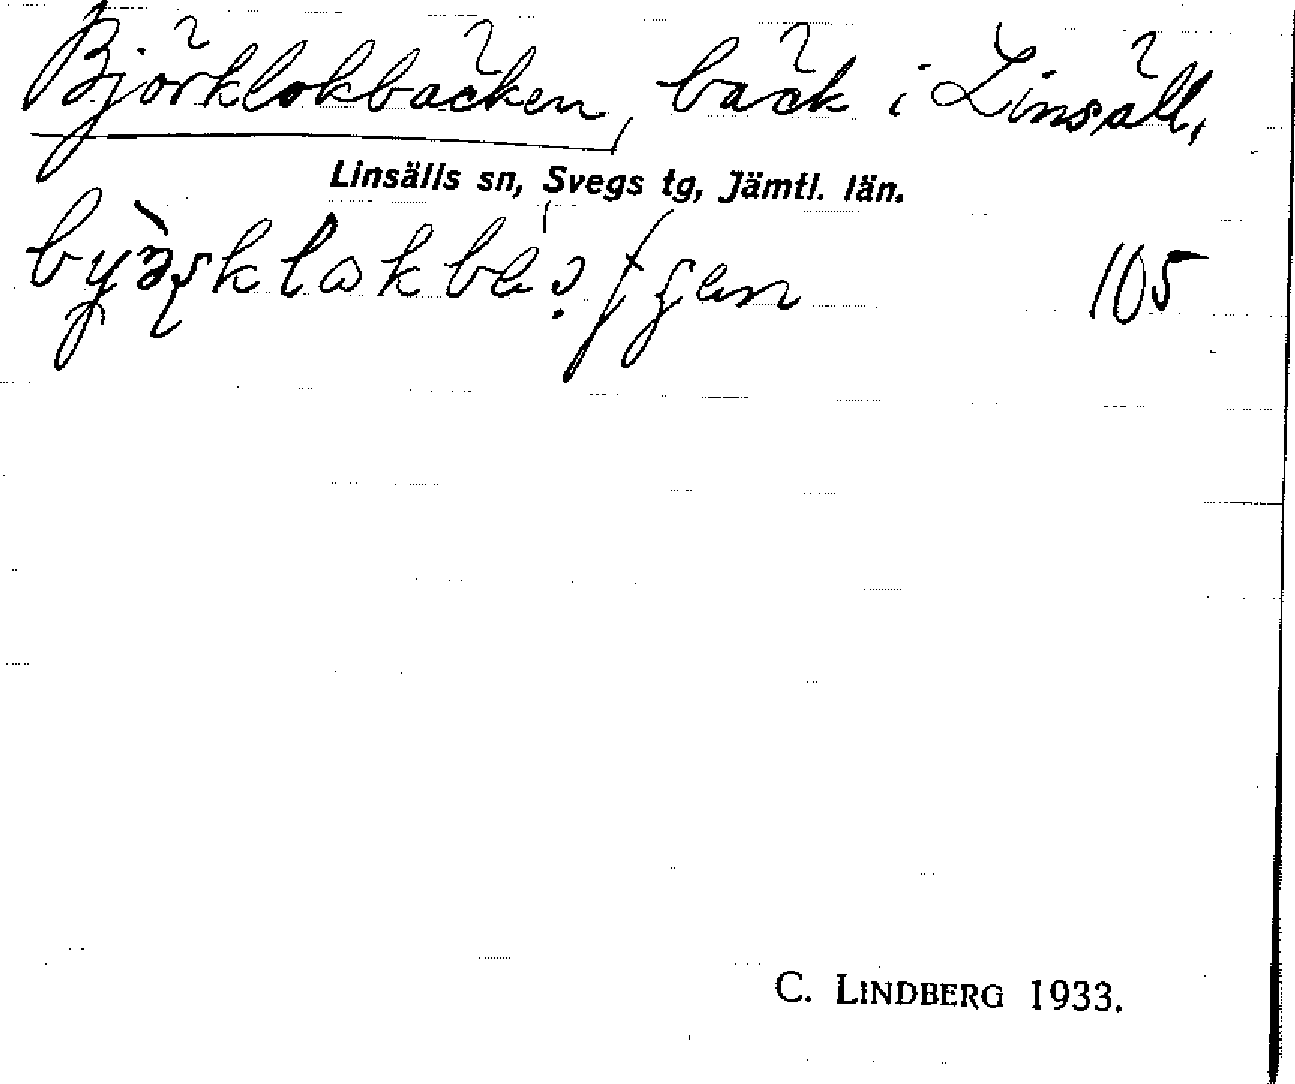 Björklokbäcken, bäck i Linsäll,
Linsälls sn, Svegs tg, Jämtl. län.
105
C. LINDBERG 1933.